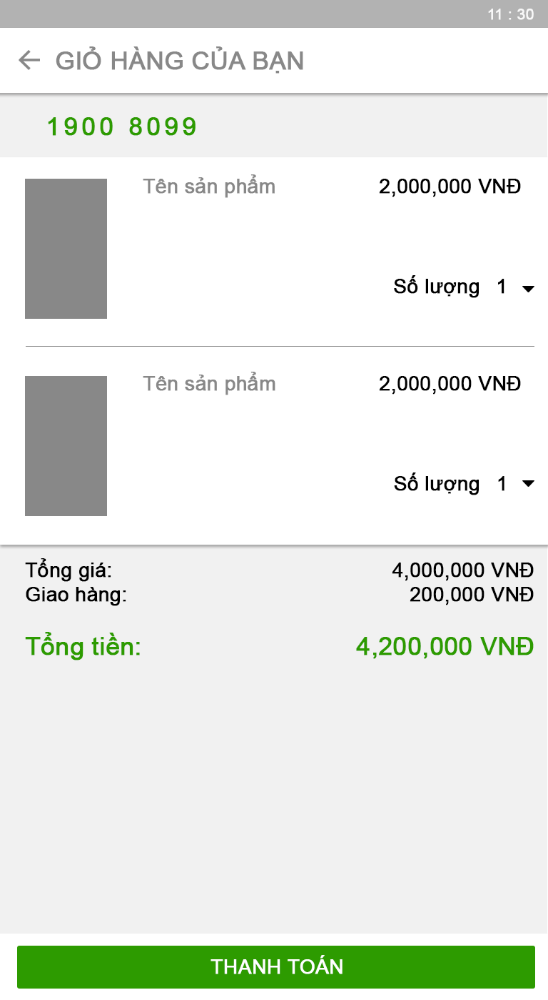 11 : 30
GIỎ HÀNG CỦA BẠN
1900 8099
Tên sản phẩm 2,000,000 VNĐ
Số lượng 1
Tên sản phẩm 2,000,000 VNĐ
Số lượng 1
Tổng giá: 4,000,000 VNĐ
Giao hàng: 200,000 VNĐ
Tổng tiền: 4,200,000 VNĐ
THANH TOÁN